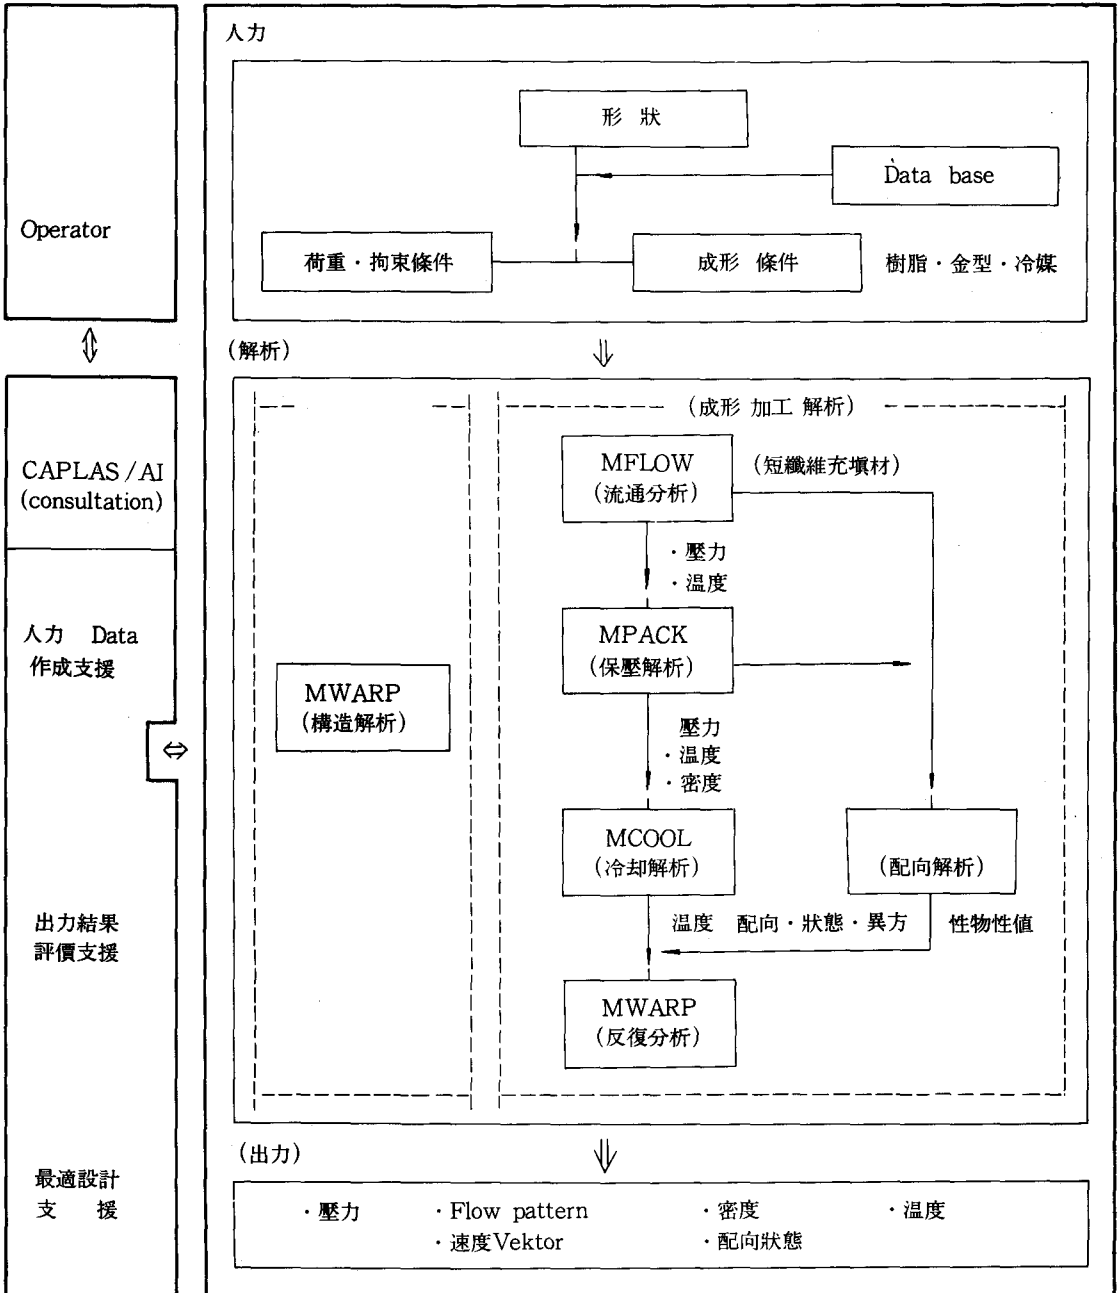 Operator
CAPLAS / AI
(consultation)
人力 Data
作成支援
出力結果
評價支援
最適設計
支 援
人力
形 狀
Data base
荷重・拘束條件
成形 條件
樹脂・金型・冷媒
(解析)
(成形 加工 解析)
MFLOW
(流通分析)
(短纖維充塡材)
・壓力
・温度
MPACK
(保壓解析)
MWARP
(構造解析)
壓力
・温度
・密度
MCOOL
(冷却解析)
(配向解析)
温度 配向・狀態・異方 性物性値
MWARP
(反復分析)
(出力)
・壓力 ・Flow pattern ・密度 ・温度
・速度Vektor ・配向狀態